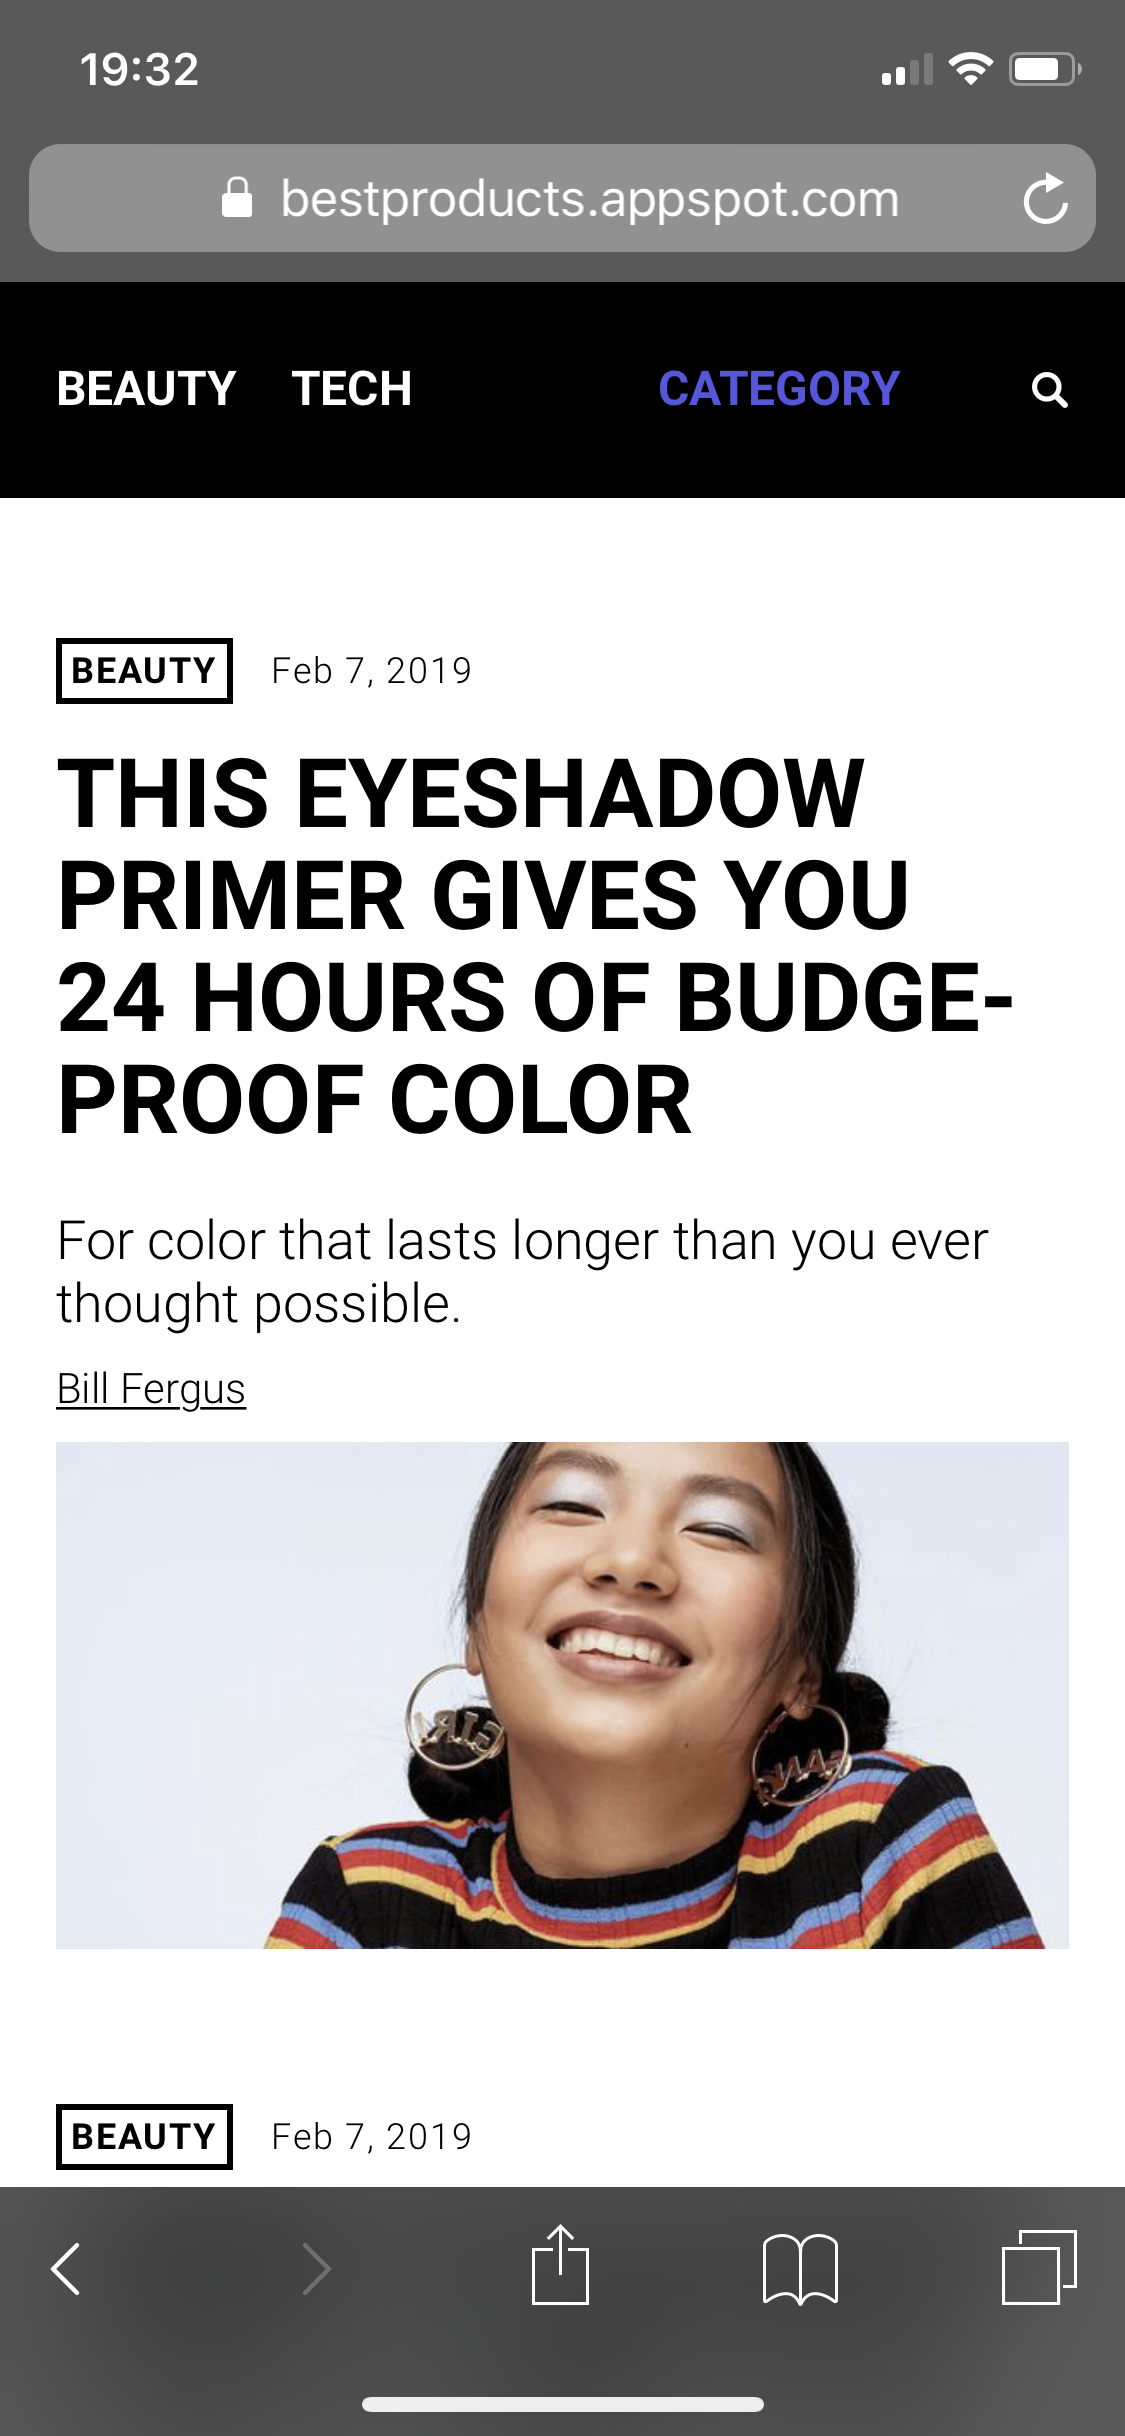 19:32
bestproducts.appspot.com
BEAUTY TECH CATEGORY
BEAUTY Feb 7, 2019
THIS EYESHADOW
PRIMER GIVES YOU
24 HOURS OF BUDGE-
PROOF COLOR
For color that lasts longer than you ever
thought possible.
Bill Fergus
BEAUTY Feb 7, 2019